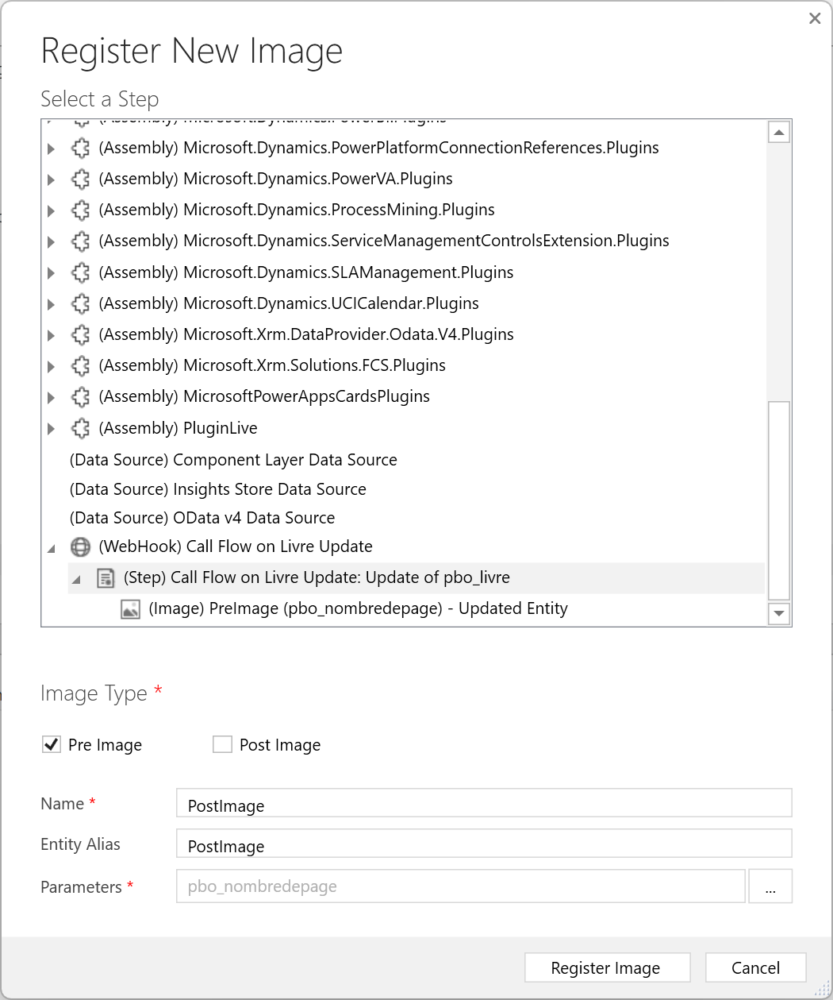 Register New Image
Select a Step
(Assembly) Microsoft.Dynamics.PowerBI.Plugins
(Assembly) Microsoft.Dynamics.PowerPlatformConnectionReferences.Plugins
(Assembly) Microsoft.Dynamics.PowerVA.Plugins
(Assembly) Microsoft.Dynamics.ProcessMining.Plugins
(Assembly) Microsoft.Dynamics.ServiceManagementControlsExtension.Plugins
(Assembly) Microsoft.Dynamics.SLAManagement.Plugins
(Assembly) Microsoft.Dynamics.UCICalendar.Plugins
(Assembly) Microsoft.Xrm.DataProvider.Odata.V4.Plugins
(Assembly) Microsoft.Xrm.Solutions.FCS.Plugins
(Assembly) MicrosoftPowerAppsCardsPlugins
(Assembly) PluginLive
(Data Source) Component Layer Data Source
(Data Source) Insights Store Data Source
(Data Source) OData v4 Data Source
(WebHook) Call Flow on Livre Update
(Step) Call Flow on Livre Update: Update of pbo_livre
(Image) PreImage (pbo_nombredepage) - Updated Entity
Image Type *
Pre Image Post Image
Name * PostImage
Entity Alias PostImage
Parameters * pbo_nombredepage ...
Register Image Cancel